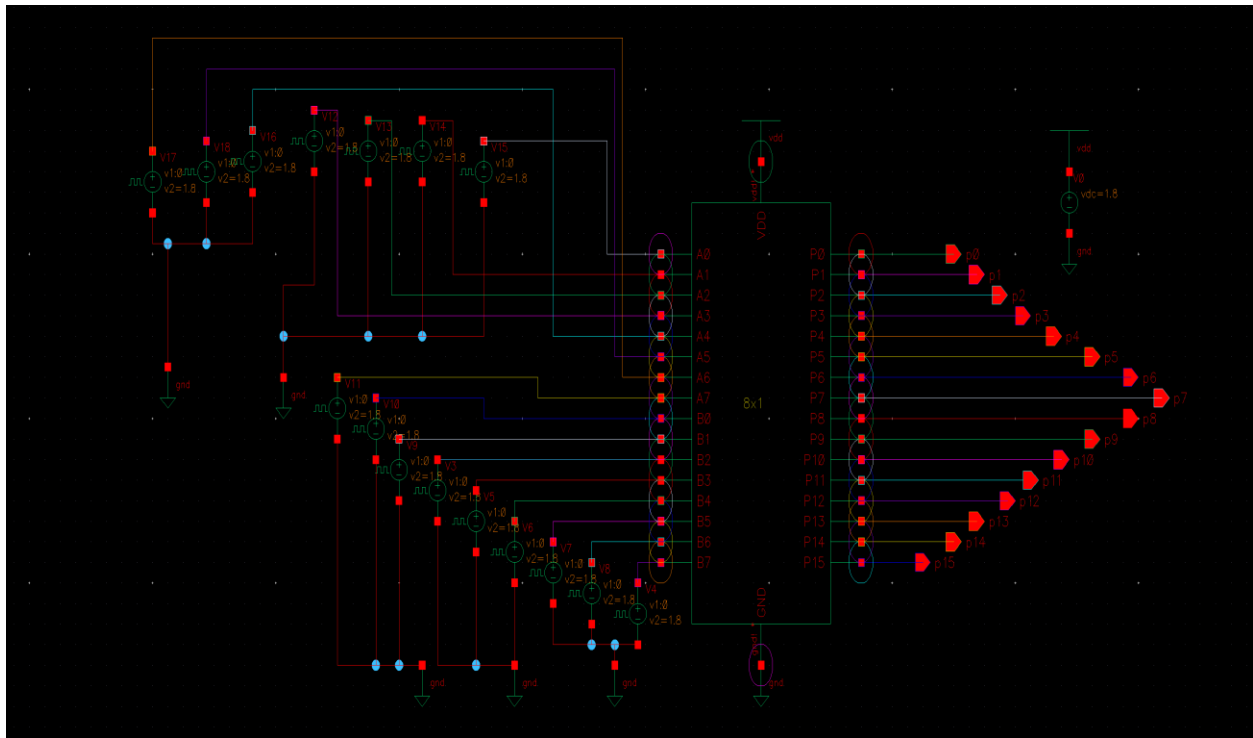 V17
v1:0
v2=1.8
V18
v1:0
v2=1.8
V16
v1:0
v2=1.8
V12
v1:0
v2=1.8
V13
v1:0
v2=1.8
V14
v1:0
v2=1.8
V15
v1:0
v2=1.8
gnd
gnd
V11
v1:0
v2=1.8
V10
v1:0
v2=1.8
V9
v1:0
v2=1.8
V3
v1:0
v2=1.8
V5
v1:0
v2=1.8
V6
v1:0
v2=1.8
V7
v1:0
v2=1.8
V8
v1:0
v2=1.8
V4
v1:0
v2=1.8
gnd
gnd
gnd
vdd
VDD
A0
A1
A2
A3
A4
A5
A6
A7
B0
B1
B2
B3
B4
B5
B6
B7
8x1
P0
P1
P2
P3
P4
P5
P6
P7
P8
P9
P10
P11
P12
P13
P14
P15
GND
gnd
p0
p1
p2
p3
p4
p5
p6
p7
p8
p9
p10
p11
p12
p13
p14
p15
vdd
v0
vdc=1.8
gnd